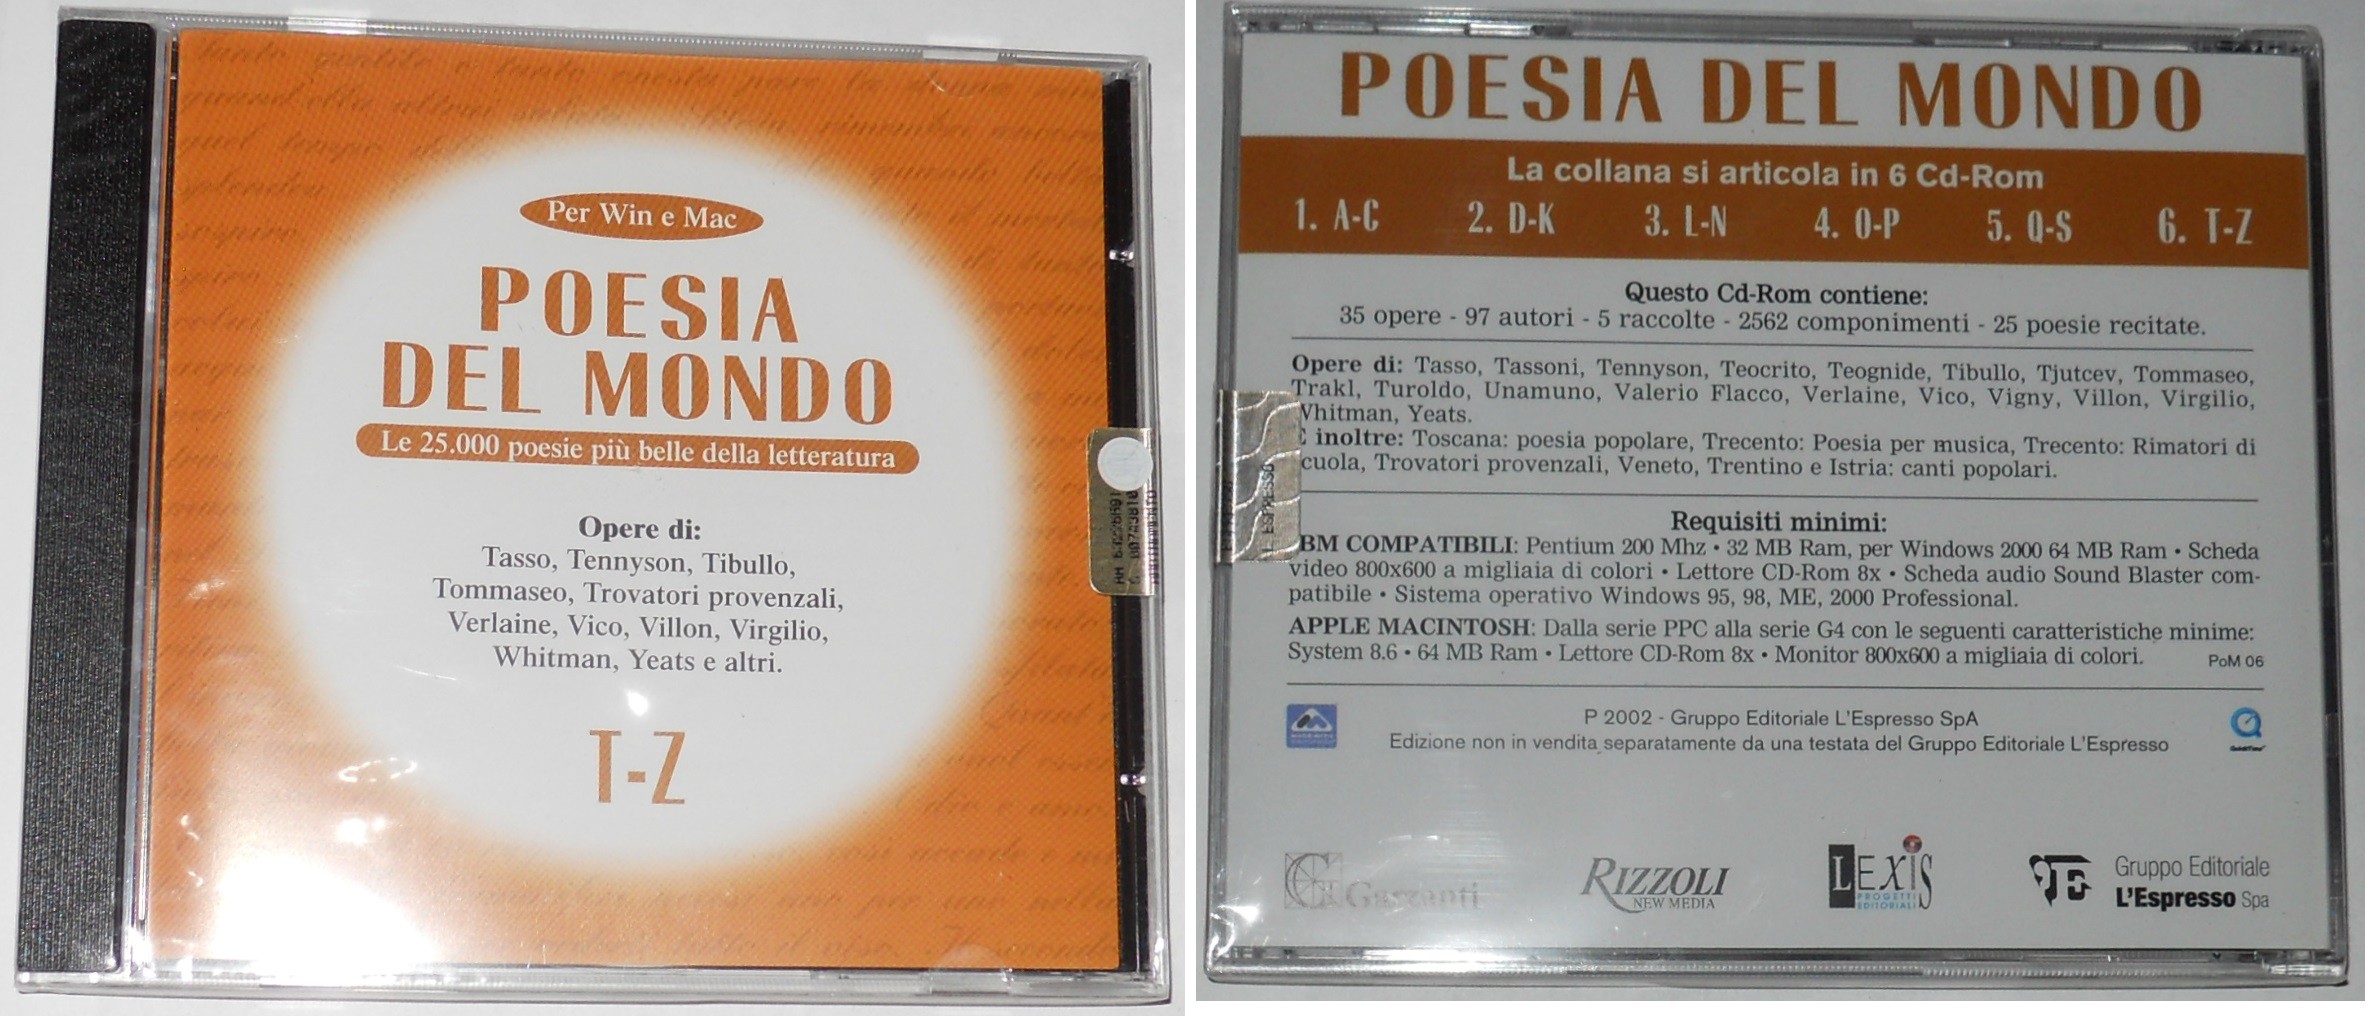 Per Win e Mac
POESIA
DEL MONDO
Le 25.000 poesie più belle della letteratura
Opere di:
Tasso, Tennyson, Tibullo,
Tommaseo, Trovatori provenzali,
Verlaine, Vico, Villon, Virgilio,
Whitman, Yeats e altri.
T-Z
POESIA DEL MONDO
La collana si articola in 6 Cd-Rom
1. A-C 2. D-K 3. L-N 4. O-P 5. Q-S 6. T-Z
Questo Cd-Rom contiene:
35 opere - 97 autori - 5 raccolte - 2562 componimenti - 25 poesie recitate.
Opere di: Tasso, Tassoni, Tennyson, Teocrito, Teognide, Tibullo, Tjutcev, Tommaseo,
Trakl, Turoldo, Unamuno, Valerio Flacco, Verlaine, Vico, Vigny, Villon, Virgilio,
Whitman, Yeats.
inoltre: Toscana: poesia popolare, Trecento: Poesia per musica, Trecento: Rimatori di
cuola, Trovatori provenzali, Veneto, Trentino e Istria: canti popolari.
ESPRESSO
Requisiti minimi:
BM COMPATIBILI: Pentium 200 Mhz • 32 MB Ram, per Windows 2000 64 MB Ram • Scheda
video 800x600 a migliaia di colori • Lettore CD-Rom 8x • Scheda audio Sound Blaster com-
patibile • Sistema operativo Windows 95, 98, ME, 2000 Professional.
APPLE MACINTOSH: Dalla serie PPC alla serie G4 con le seguenti caratteristiche minime:
System 8.6 • 64 MB Ram • Lettore CD-Rom 8x • Monitor 800x600 a migliaia di colori. PoM 06
P 2002 - Gruppo Editoriale L'Espresso SpA
Edizione non in vendita separatamente da una testata del Gruppo Editoriale L'Espresso
QuickTime
Garzanti
RIZZOLI
NEW MEDIA
LEXIS
PROGETTI
EDITORIALI
Gruppo Editoriale
L'Espresso Spa